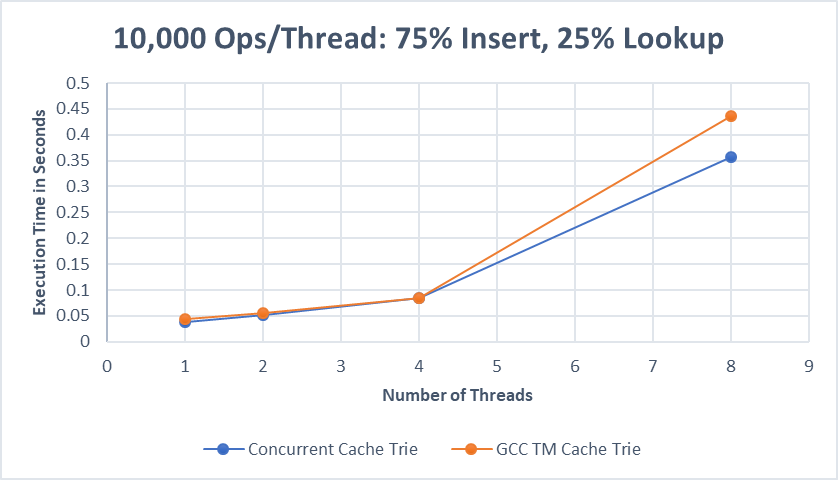 10,000 Ops/Thread: 75% Insert, 25% Lookup
0.5
0.45
0.4
0.35
0.3
0.25
0.2
0.15
0.1
0.05
0
Execution Time in Seconds
0 1 2 3 4 5 6 7 8 9
Number of Threads
Concurrent Cache Trie GCC TM Cache Trie